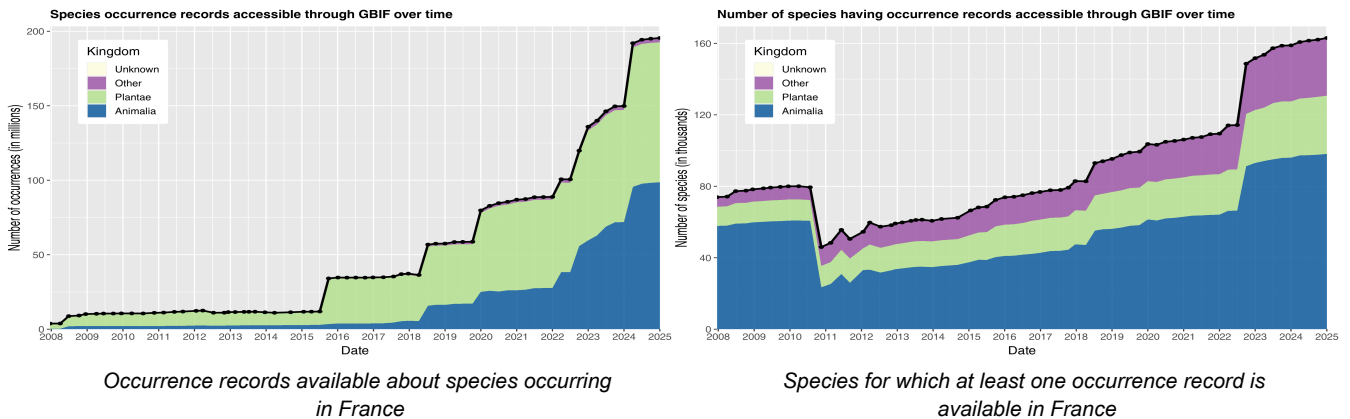 Species occurrence records accessible through GBIF over time
Number of occurrences (in millions)
200
150
100
50
0
Kingdom
Unknown
Other
Plantae
Animalia
2008 2009 2010 2011 2012 2013 2014 2015 2016 2017 2018 2019 2020 2021 2022 2023 2024 2025
Date
Occurrence records available about species occurring
in France
Number of species having occurrence records accessible through GBIF over time
Number of species (in thousands)
160
120
80
40
0
Kingdom
Unknown
Other
Plantae
Animalia
2008 2009 2010 2011 2012 2013 2014 2015 2016 2017 2018 2019 2020 2021 2022 2023 2024 2025
Date
Species for which at least one occurrence record is
available in France